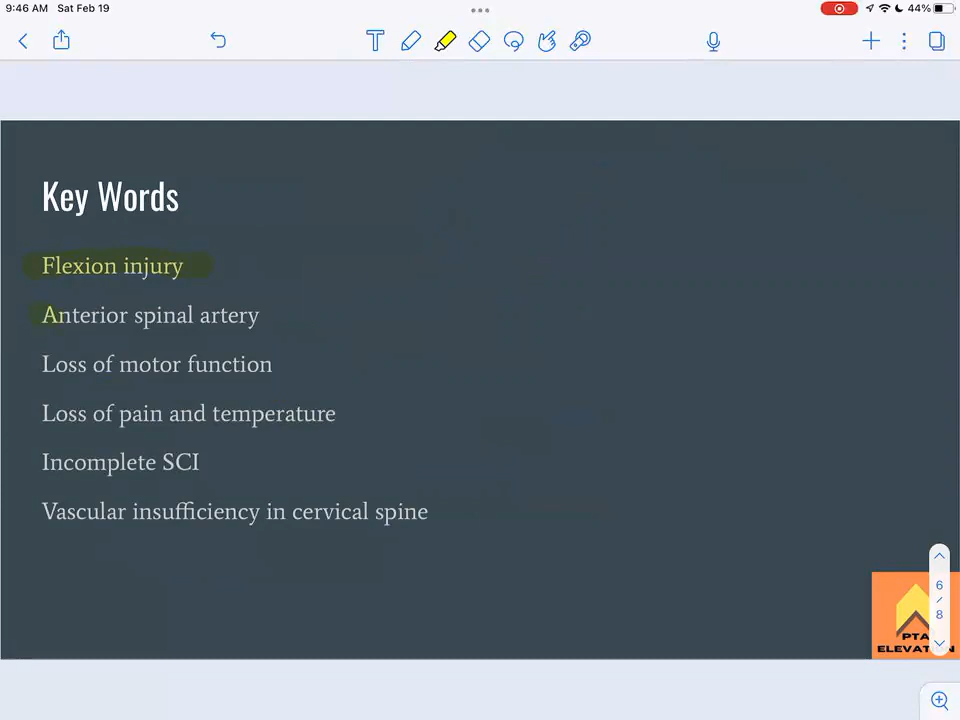 9:46 AM Sat Feb 19
44%
Key Words
Flexion injury
Anterior spinal artery
Loss of motor function
Loss of pain and temperature
Incomplete SCI
Vascular insufficiency in cervical spine
6
/
8
PTA